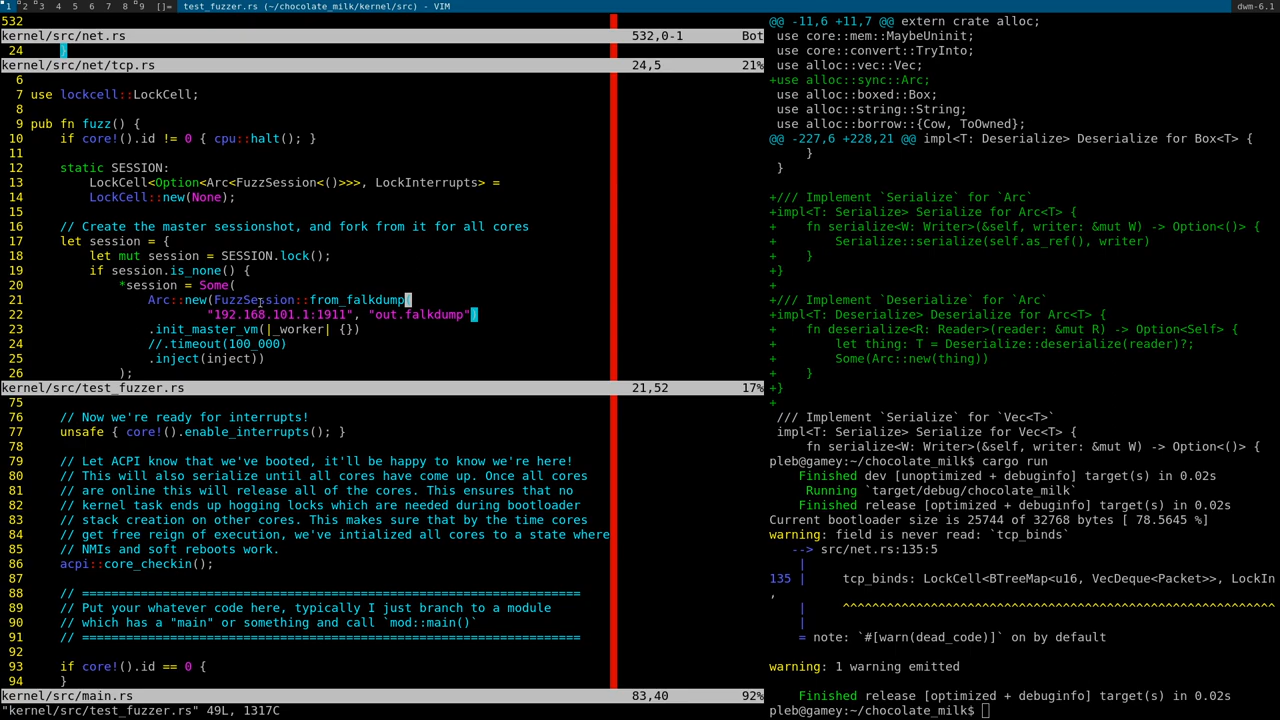 1 2 3 4 5 6 7 8 9 []= test_fuzzer.rs (~/chocolate_milk/kernel/src) - VIM dwm-6.1
532
kernel/src/net.rs 532,0-1 Bot
24     }
kernel/src/net/tcp.rs 24,5 21%
6
7 use lockcell::LockCell;
8
9 pub fn fuzz() {
10     if core!().id != 0 { cpu::halt(); }
11
12     static SESSION:
13         LockCell<Option<Arc<FuzzSession<()>>>, LockInterrupts> =
14         LockCell::new(None);
15
16     // Create the master sessionshot, and fork from it for all cores
17     let session = {
18         let mut session = SESSION.lock();
19         if session.is_none() {
20             *session = Some(
21                 Arc::new(FuzzSession::from_falkdump(
22                         "192.168.101.1:1911", "out.falkdump")
23                 .init_master_vm(|_worker| {})
24                 //.timeout(100_000)
25                 .inject(inject))
26             );
kernel/src/test_fuzzer.rs 21,52 17%
75
76     // Now we're ready for interrupts!
77     unsafe { core!().enable_interrupts(); }
78
79     // Let ACPI know that we've booted, it'll be happy to know we're here!
80     // This will also serialize until all cores have come up. Once all cores
81     // are online this will release all of the cores. This ensures that no
82     // kernel task ends up hogging locks which are needed during bootloader
83     // stack creation on other cores. This makes sure that by the time cores
84     // get free reign of execution, we've intialized all cores to a state where
85     // NMIs and soft reboots work.
86     acpi::core_checkin();
87
88     // ====================================================================
89     // Put your whatever code here, typically I just branch to a module
90     // which has a "main" or something and call `mod::main()`
91     // ====================================================================
92
93     if core!().id == 0 {
94     }
kernel/src/main.rs 83,40 92%
"kernel/src/test_fuzzer.rs" 49L, 1317C
@@ -11,6 +11,7 @@ extern crate alloc;
 use core::mem::MaybeUninit;
 use core::convert::TryInto;
 use alloc::vec::Vec;
+use alloc::sync::Arc;
 use alloc::boxed::Box;
 use alloc::string::String;
 use alloc::borrow::{Cow, ToOwned};
@@ -227,6 +228,21 @@ impl<T: Deserialize> Deserialize for Box<T> {
     }
 }

+/// Implement `Serialize` for `Arc`
+impl<T: Serialize> Serialize for Arc<T> {
+    fn serialize<W: Writer>(&self, writer: &mut W) -> Option<()> {
+        Serialize::serialize(self.as_ref(), writer)
+    }
+}
+
+/// Implement `Deserialize` for `Arc`
+impl<T: Deserialize> Deserialize for Arc<T> {
+    fn deserialize<R: Reader>(reader: &mut R) -> Option<Self> {
+        let thing: T = Deserialize::deserialize(reader)?;
+        Some(Arc::new(thing))
+    }
+}
+
 /// Implement `Serialize` for `Vec<T>`
 impl<T: Serialize> Serialize for Vec<T> {
     fn serialize<W: Writer>(&self, writer: &mut W) -> Option<()> {
pleb@gamey:~/chocolate_milk$ cargo run
    Finished dev [unoptimized + debuginfo] target(s) in 0.02s
     Running `target/debug/chocolate_milk`
    Finished release [optimized + debuginfo] target(s) in 0.02s
Current bootloader size is 25744 of 32768 bytes [ 78.5645 %]
warning: field is never read: `tcp_binds`
   --> src/net.rs:135:5
    |
135 |     tcp_binds: LockCell<BTreeMap<u16, VecDeque<Packet>>, LockIn
,
    |     ^^^^^^^^^^^^^^^^^^^^^^^^^^^^^^^^^^^^^^^^^^^^^^^^^^^^^^^^^^^
    |
    = note: `#[warn(dead_code)]` on by default

warning: 1 warning emitted

    Finished release [optimized + debuginfo] target(s) in 0.02s
pleb@gamey:~/chocolate_milk$